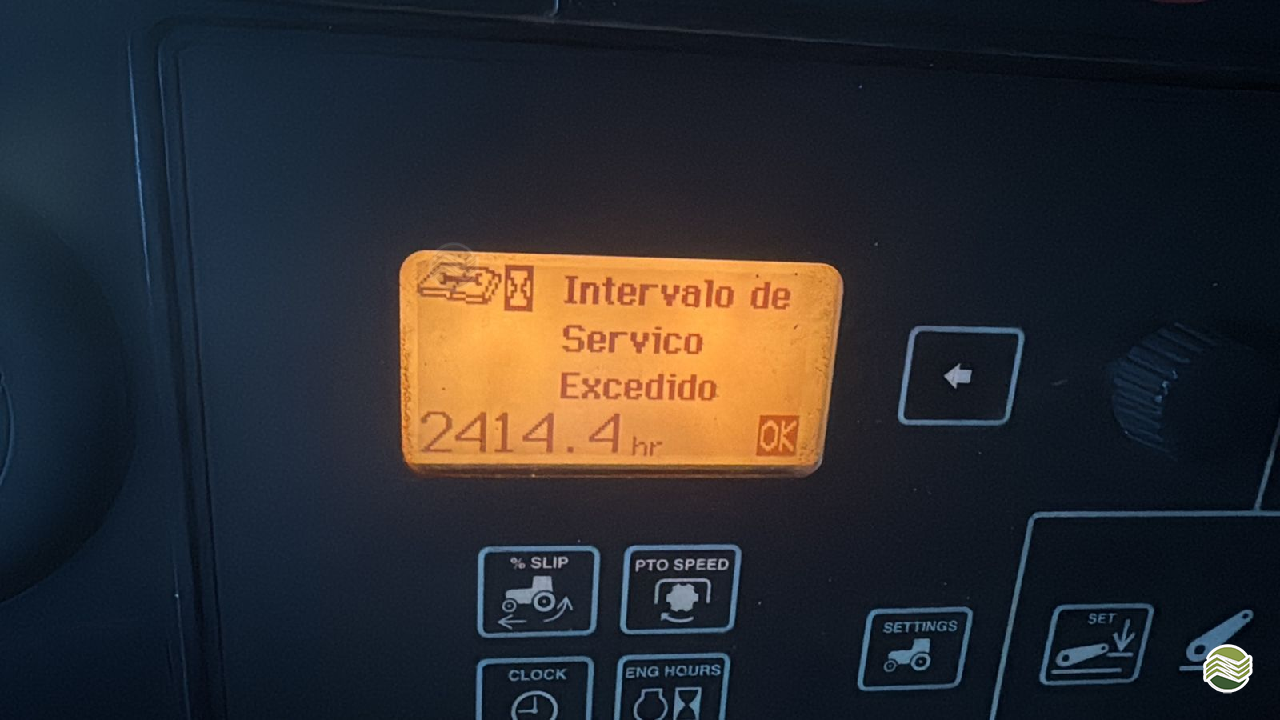 Intervalo de
Servico
Excedido
2414.4 hr
OK
% SLIP
PTO SPEED
SETTINGS
SET
CLOCK
ENG HOURS